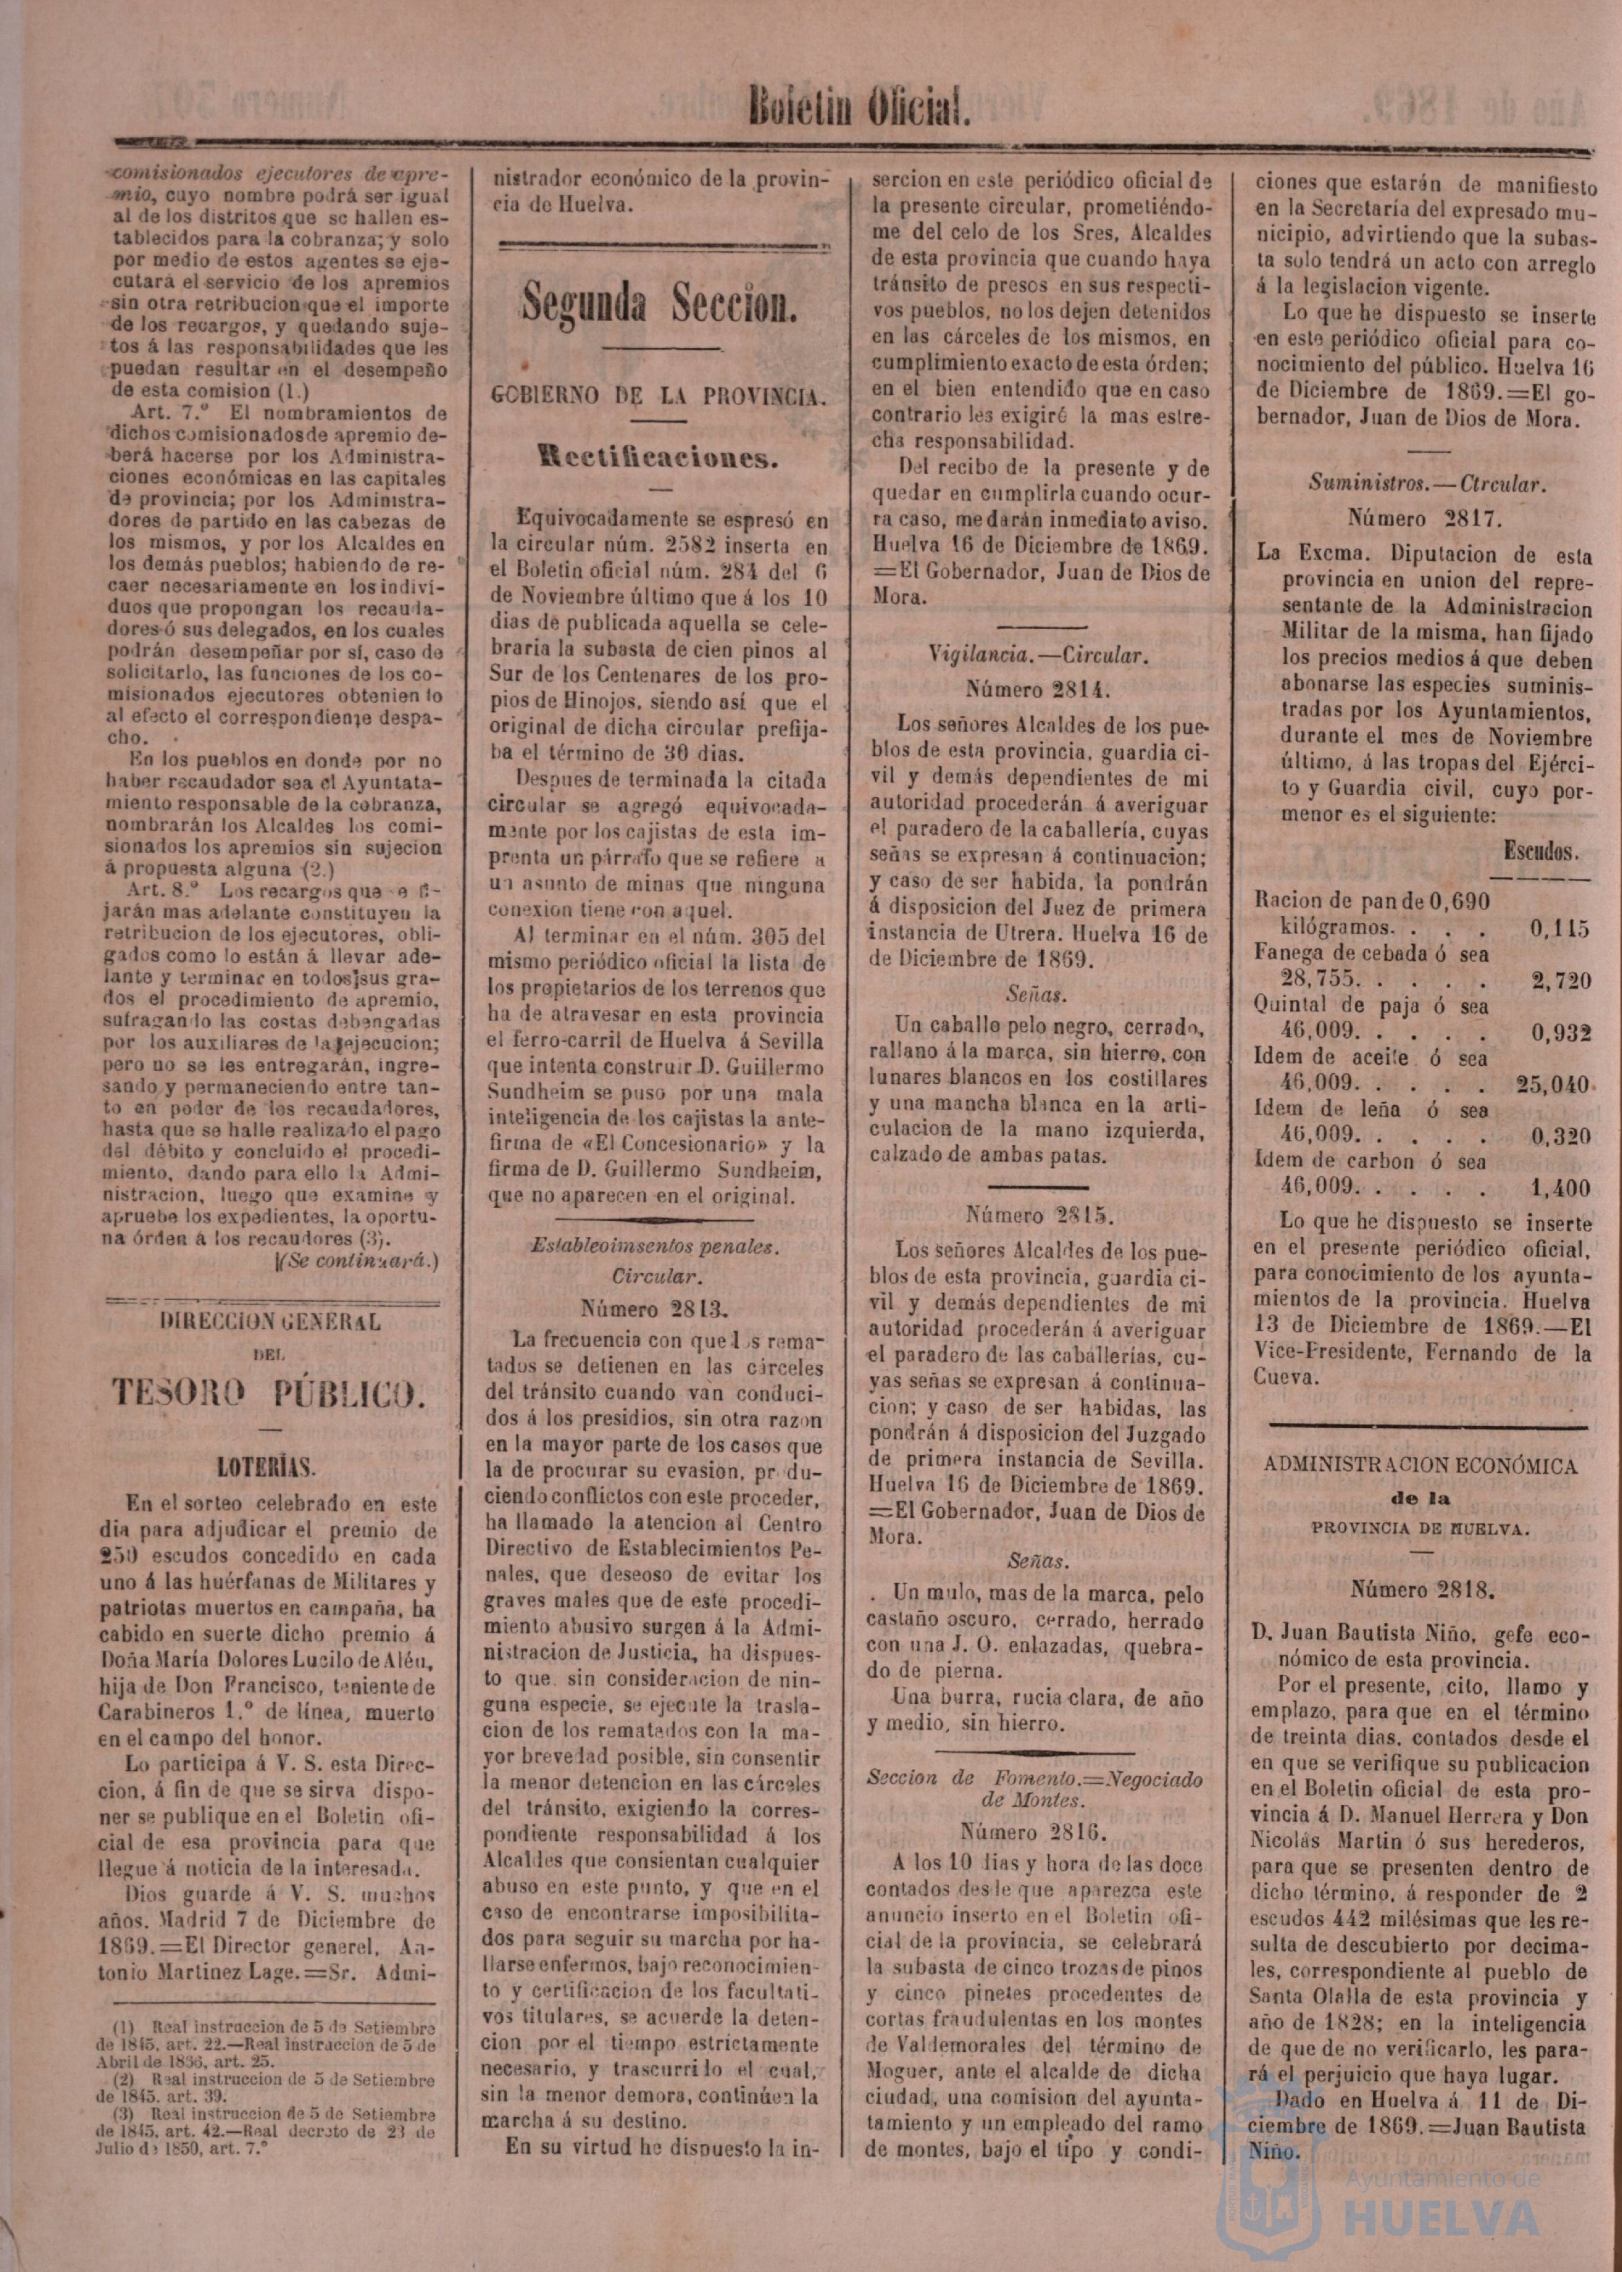 Boletin Oficial.
comisionados ejecutores de apre-
mio, cuyo nombre podrá ser igual
al de los distritos que se hallen es-
tablecidos para la cobranza; y solo
por medio de estos agentes se eje-
cutará el servicio de los apremios
sin otra retribucion que el importe
de los recargos, y quedando suje-
tos á las responsabilidades que les
puedan resultar en el desempeño
de esta comision (1.)
Art. 7.º El nombramientos de
dichos comisionados de apremio de-
berá hacerse por los Administra-
ciones económicas en las capitales
de provincia; por los Administra-
dores de partido en las cabezas de
los mismos, y por los Alcaldes en
los demás pueblos; habiendo de re-
caer necesariamente en los indivi-
duos que propongan los recauda-
dores ó sus delegados, en los cuales
podrán desempeñar por sí, caso de
solicitarlo, las funciones de los co-
misionados ejecutores obteniento
al efecto el correspondienze despa-
cho.
En los pueblos en donde por no
haber recaudador sea el Ayuntata-
miento responsable de la cobranza,
nombrarán los Alcaldes los comi-
sionados los apremios sin sujecion
á propuesta alguna (2.)
Art. 8.º Los recargos que se fi-
jarán mas adelante constituyen la
retribucion de los ejecutores, obli-
gados como lo están á llevar ade-
lante y terminar en todos sus gra-
dos el procedimiento de apremio,
sufragando las costas debengadas
por los auxiliares de la ejecucion;
pero no se les entregarán, ingre-
sando y permaneciendo entre tan-
to en poder de los recaudadores,
hasta que se halle realizado el pago
del débito y concluido el procedi-
miento, dando para ello la Admi-
nistracion, luego que examine y
apruebe los expedientes, la oportu-
na órden á los recaudores (3).
(Se continuará.)
DIRECCION GENERAL
DEL
TESORO PÚBLICO.
LOTERÍAS.
En el sorteo celebrado en este
dia para adjudicar el premio de
250 escudos concedido en cada
uno á las huérfanas de Militares y
patriotas muertos en campaña, ha
cabido en suerte dicho premio á
Doña María Dolores Lucilo de Aléu,
hija de Don Francisco, teniente de
Carabineros 1.º de línea, muerto
en el campo del honor.
Lo participa á V. S. esta Direc-
cion, á fin de que se sirva dispo-
ner se publique en el Boletin ofi-
cial de esa provincia para que
llegue á noticia de la interesada.
Dios guarde á V. S. muchos
años. Madrid 7 de Diciembre de
1869.=El Director generel, An-
tonio Martinez Lage.=Sr. Admi-
(1) Real instruccion de 5 de Setiembre
de 1845, art. 22.—Real instruccion de 5 de
Abril de 1856, art. 25.
(2) Real instruccion de 5 de Setiembre
de 1845. art. 39.
(3) Real instruccion de 5 de Setiembre
de 1845, art. 42.—Real decreto de 23 de
Julio de 1850, art. 7.º
nistrador económico de la provin-
cia de Huelva.
Segunda Seccion.
GOBIERNO DE LA PROVINCIA.
Rectificaciones.
Equivocadamente se espresó en
la circular núm. 2582 inserta en
el Boletin oficial núm. 284 del 6
de Noviembre último que á los 10
dias de publicada aquella se cele-
braria la subasta de cien pinos al
Sur de los Centenares de los pro-
pios de Hinojos, siendo así que el
original de dicha circular prefija-
ba el término de 30 dias.
Despues de terminada la citada
circular se agregó equivocada-
mente por los cajistas de esta im-
prenta un párrafo que se refiere á
un asunto de minas que ninguna
conexion tiene con aquel.
Al terminar en el núm. 305 del
mismo periódico oficial la lista de
los propietarios de los terrenos que
ha de atravesar en esta provincia
el ferro-carril de Huelva á Sevilla
que intenta construir D. Guillermo
Sundheim se puso por una mala
inteligencia de los cajistas la ante-
firma de «El Concesionario» y la
firma de D. Guillermo Sundheim,
que no aparecen en el original.
Estableoimsentos penales.
Circular.
Número 2813.
La frecuencia con que los rema-
tados se detienen en las cárceles
del tránsito cuando van conduci-
dos á los presidios, sin otra razon
en la mayor parte de los casos que
la de procurar su evasion, produ-
ciendo conflictos con este proceder,
ha llamado la atencion al Centro
Directivo de Establecimientos Pe-
nales, que deseoso de evitar los
graves males que de este procedi-
miento abusivo surgen á la Admi-
nistracion de Justicia, ha dispues-
to que sin consideracion de nin-
guna especie, se ejecute la trasla-
cion de los rematados con la ma-
yor brevedad posible, sin consentir
la menor detencion en las cárceles
del tránsito, exigiendo la corres-
pondiente responsabilidad á los
Alcaldes que consientan cualquier
abuso en este punto, y que en el
caso de encontrarse imposibilita-
dos para seguir su marcha por ha-
llarse enfermos, bajo reconocimien-
to y certificacion de los facultati-
vos titulares, se acuerde la deten-
cion por el tiempo estrictamente
necesario, y trascurrilo el cual,
sin la menor demora, continúen la
marcha á su destino.
En su virtud he dispuesto la in-
sercion en este periódico oficial de
la presente circular, prometiéndo-
me del celo de los Sres, Alcaldes
de esta provincia que cuando haya
tránsito de presos en sus respecti-
vos pueblos, no los dejen detenidos
en las cárceles de los mismos, en
cumplimiento exacto de esta órden;
en el bien entendido que en caso
contrario les exigiré la mas estre-
cha responsabilidad.
Del recibo de la presente y de
quedar en cumplirla cuando ocur-
ra caso, me darán inmediato aviso.
Huelva 16 de Diciembre de 1869.
=El Gobernador, Juan de Dios de
Mora.
Vigilancia.—Circular.
Número 2814.
Los señores Alcaldes de los pue-
blos de esta provincia, guardia ci-
vil y demás dependientes de mi
autoridad procederán á averiguar
el paradero de la caballería, cuyas
señas se expresan á continuacion;
y caso de ser habida, la pondrán
á disposicion del Juez de primera
instancia de Utrera. Huelva 16 de
de Diciembre de 1869.
Señas.
Un caballo pelo negro, cerrado,
rallano á la marca, sin hierro, con
lunares blancos en los costillares
y una mancha blanca en la arti-
culacion de la mano izquierda,
calzado de ambas patas.
Número 2815.
Los señores Alcaldes de los pue-
blos de esta provincia, guardia ci-
vil y demás dependientes de mi
autoridad procederán á averiguar
el paradero de las caballerías, cu-
yas señas se expresan á continua-
cion; y caso de ser habidas, las
pondrán á disposicion del Juzgado
de primera instancia de Sevilla.
Huelva 16 de Diciembre de 1869.
=El Gobernador, Juan de Dios de
Mora.
Señas.
Un mulo, mas de la marca, pelo
castaño oscuro, cerrado, herrado
con una J. O. enlazadas, quebra-
do de pierna.
Una burra, rucia clara, de año
y medio, sin hierro.
Seccion de Fomento.=Negociado
de Montes.
Número 2816.
A los 10 dias y hora de las doce
contados desde que aparezca este
anuncio inserto en el Boletin ofi-
cial de la provincia, se celebrará
la subasta de cinco trozas de pinos
y cinco pinetes procedentes de
cortas fraudulentas en los montes
de Valdemorales del término de
Moguer, ante el alcalde de dicha
ciudad, una comision del ayunta-
tamiento y un empleado del ramo
de montes, bajo el tipo y condi-
ciones que estarán de manifiesto
en la Secretaría del expresado mu-
nicipio, advirtiendo que la subas-
ta solo tendrá un acto con arreglo
á la legislacion vigente.
Lo que he dispuesto se inserte
en este periódico oficial para co-
nocimiento del público. Huelva 16
de Diciembre de 1869.=El go-
bernador, Juan de Dios de Mora.
Suministros.—Ctrcular.
Número 2817.
La Excma. Diputacion de esta
provincia en union del repre-
sentante de la Administracion
Militar de la misma, han fijado
los precios medios á que deben
abonarse las especies suminis-
tradas por los Ayuntamientos,
durante el mes de Noviembre
último, á las tropas del Ejérci-
to y Guardia civil, cuyo por-
menor es el siguiente:
Escudos.
Racion de pan de 0,690
kilógramos. . . . 0,115
Fanega de cebada ó sea
28,755. . . . . 2,720
Quintal de paja ó sea
46,009. . . . . 0,932
Idem de aceite ó sea
46,009. . . . . 25,040
Idem de leña ó sea
46,009. . . . . 0,320
Idem de carbon ó sea
46,009. . . . . 1,400
Lo que he dispuesto se inserte
en el presente periódico oficial,
para conocimiento de los ayunta-
mientos de la provincia. Huelva
13 de Diciembre de 1869.—El
Vice-Presidente, Fernando de la
Cueva.
ADMINISTRACION ECONÓMICA
de la
PROVINCIA DE HUELVA.
Número 2818.
D. Juan Bautista Niño, gefe eco-
nómico de esta provincia.
Por el presente, cito, llamo y
emplazo, para que en el término
de treinta dias, contados desde el
en que se verifique su publicacion
en el Boletin oficial de esta pro-
vincia á D. Manuel Herrera y Don
Nicolás Martin ó sus herederos,
para que se presenten dentro de
dicho término, á responder de 2
escudos 442 milésimas que les re-
sulta de descubierto por decima-
les, correspondiente al pueblo de
Santa Olalla de esta provincia y
año de 1828; en la inteligencia
de que de no verificarlo, les para-
rá el perjuicio que haya lugar.
Dado en Huelva á 11 de Di-
ciembre de 1869.=Juan Bautista
Niño.
Ayuntamiento de
HUELVA